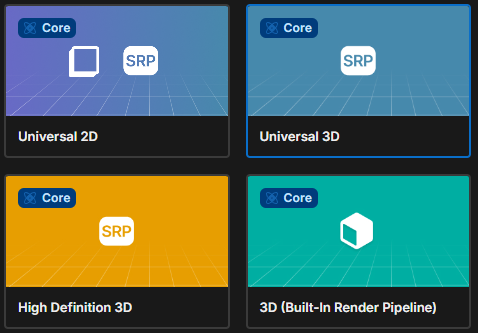 Core
SRP
Universal 2D
Core
SRP
Universal 3D
Core
SRP
High Definition 3D
Core
3D (Built-In Render Pipeline)